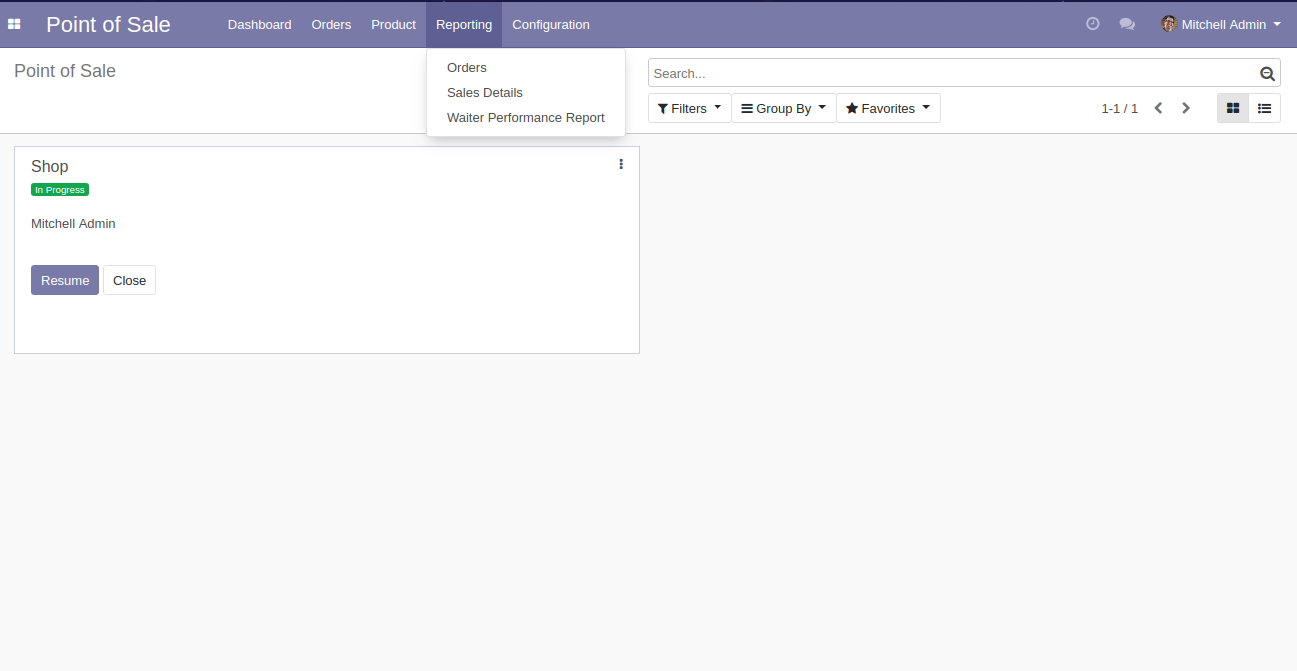 Point of Sale Dashboard Orders Product Reporting Configuration Mitchell Admin
Point of Sale
Orders
Sales Details
Waiter Performance Report
Search...
Filters Group By Favorites 1-1 / 1
Shop
In Progress
Mitchell Admin
Resume Close